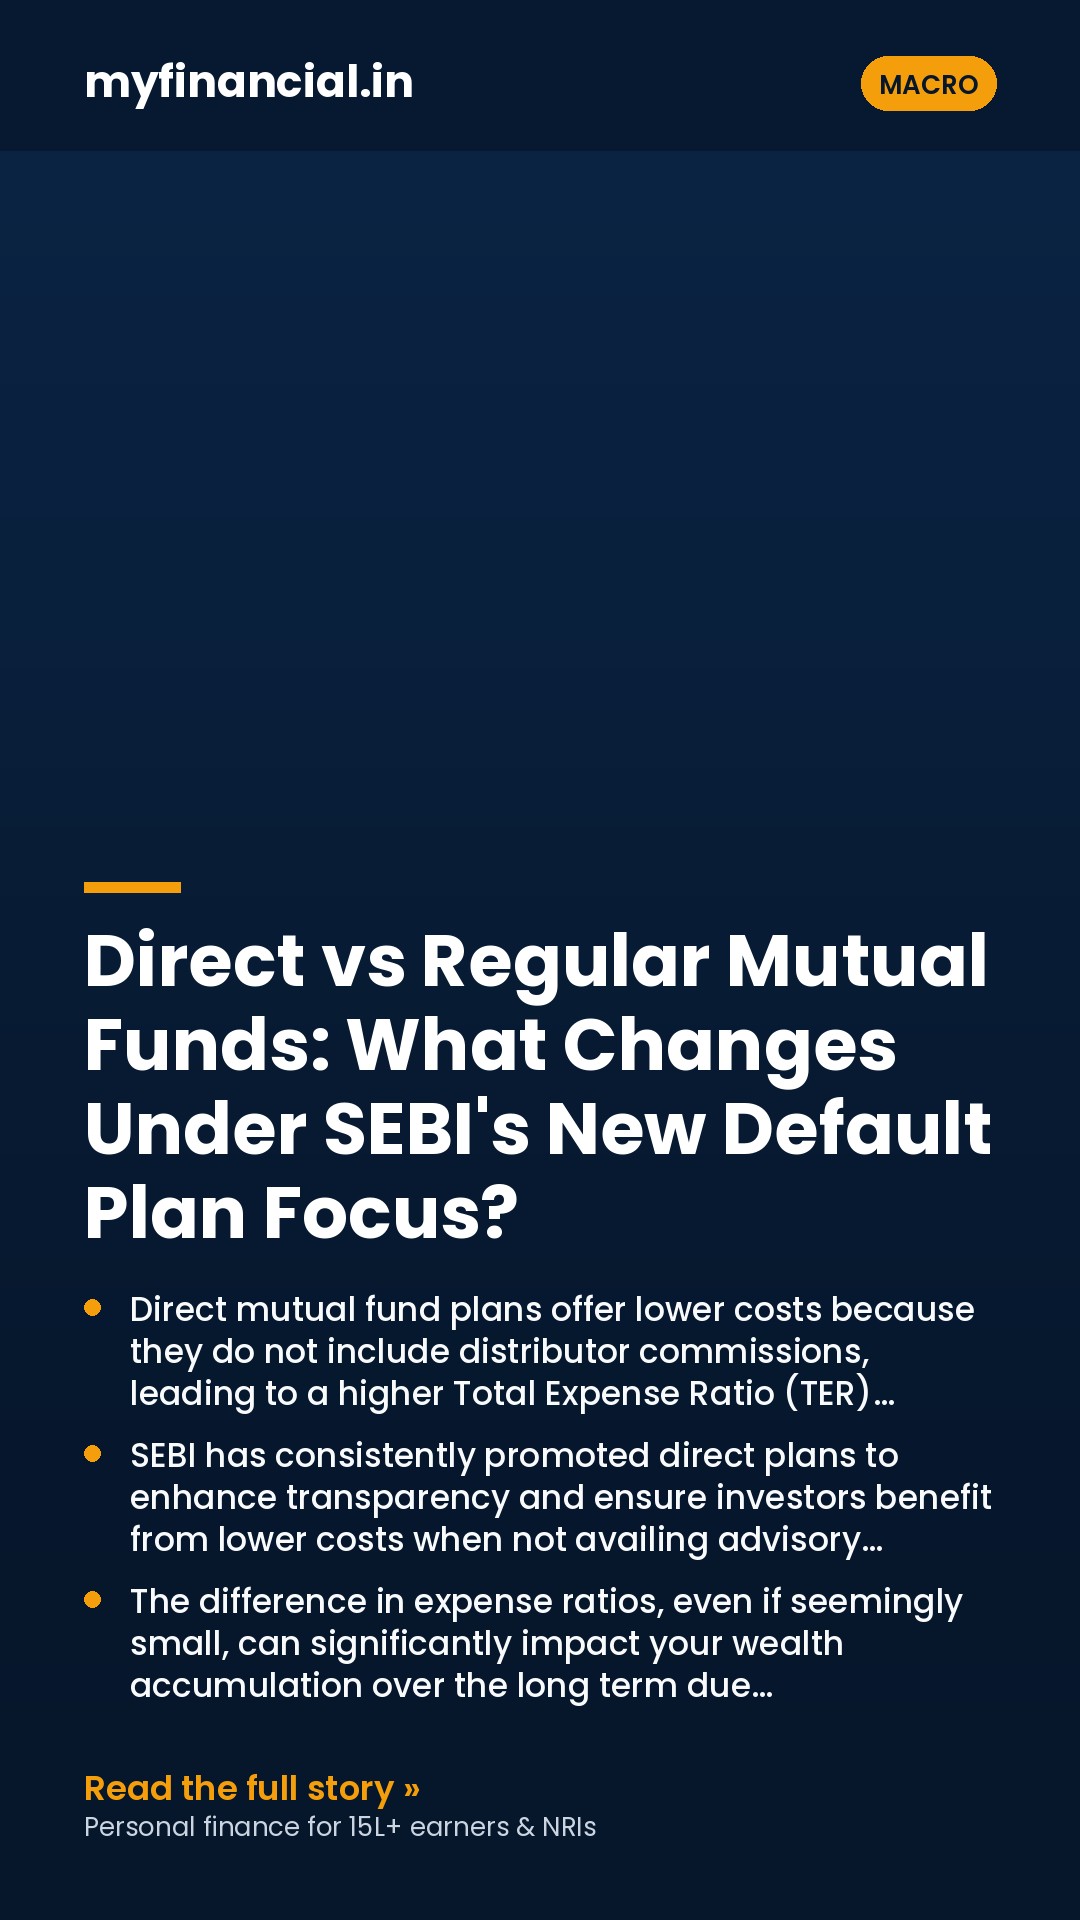 myfinancial.in
MACRO
Direct vs Regular Mutual
Funds: What Changes
Under SEBI's New Default
Plan Focus?
Direct mutual fund plans offer lower costs because
they do not include distributor commissions,
leading to a higher Total Expense Ratio (TER)...
SEBI has consistently promoted direct plans to
enhance transparency and ensure investors benefit
from lower costs when not availing advisory...
The difference in expense ratios, even if seemingly
small, can significantly impact your wealth
accumulation over the long term due...
Read the full story »
Personal finance for 15L+ earners & NRIs